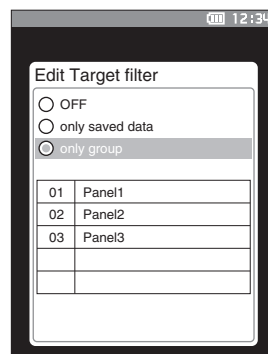 12:34
Edit Target filter
OFF
only saved data
only group
01 Panel1
02 Panel2
03 Panel3